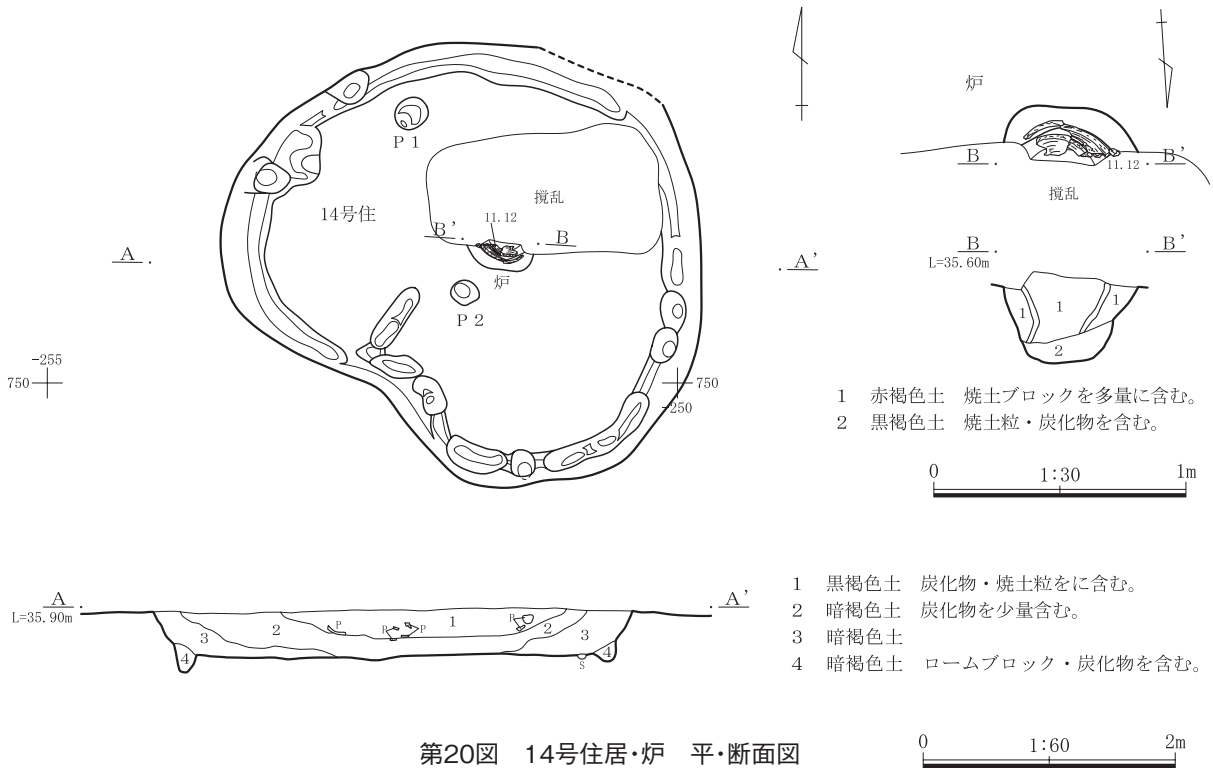 P 1
14号住
撹乱
11.12
B'
B
炉
P 2
A
A'
-255
750
750
-250
炉
B
B'
11.12
撹乱
B
B'
L=35.60m
1
1
1
2
1 赤褐色土 焼土ブロックを多量に含む。
2 黒褐色土 焼土粒・炭化物を含む。
0 1:30 1m
A
A'
L=35.90m
3 2 P P P 1 P 2 3
4 4
S
1 黒褐色土 炭化物・焼土粒をに含む。
2 暗褐色土 炭化物を少量含む。
3 暗褐色土
4 暗褐色土 ロームブロック・炭化物を含む。
第20図 14号住居・炉 平・断面図
0 1:60 2m